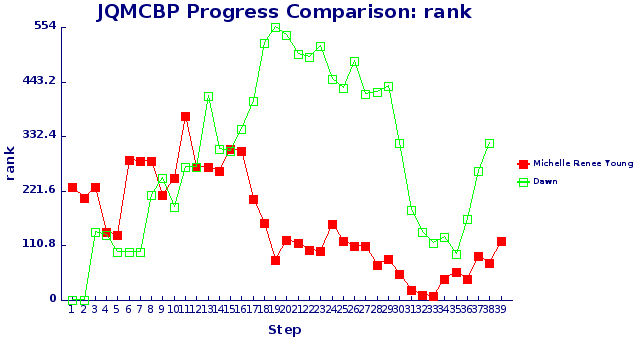 JQMCBP Progress Comparison: rank
554
443.2
332.4
221.6
110.8
0
rank
1 2 3 4 5 6 7 8 9 10 11 12 13 14 15 16 17 18 19 20 21 22 23 24 25 26 27 28 29 30 31 32 33 34 35 36 37 38 39
Step
Michelle Renee Young
Dawn